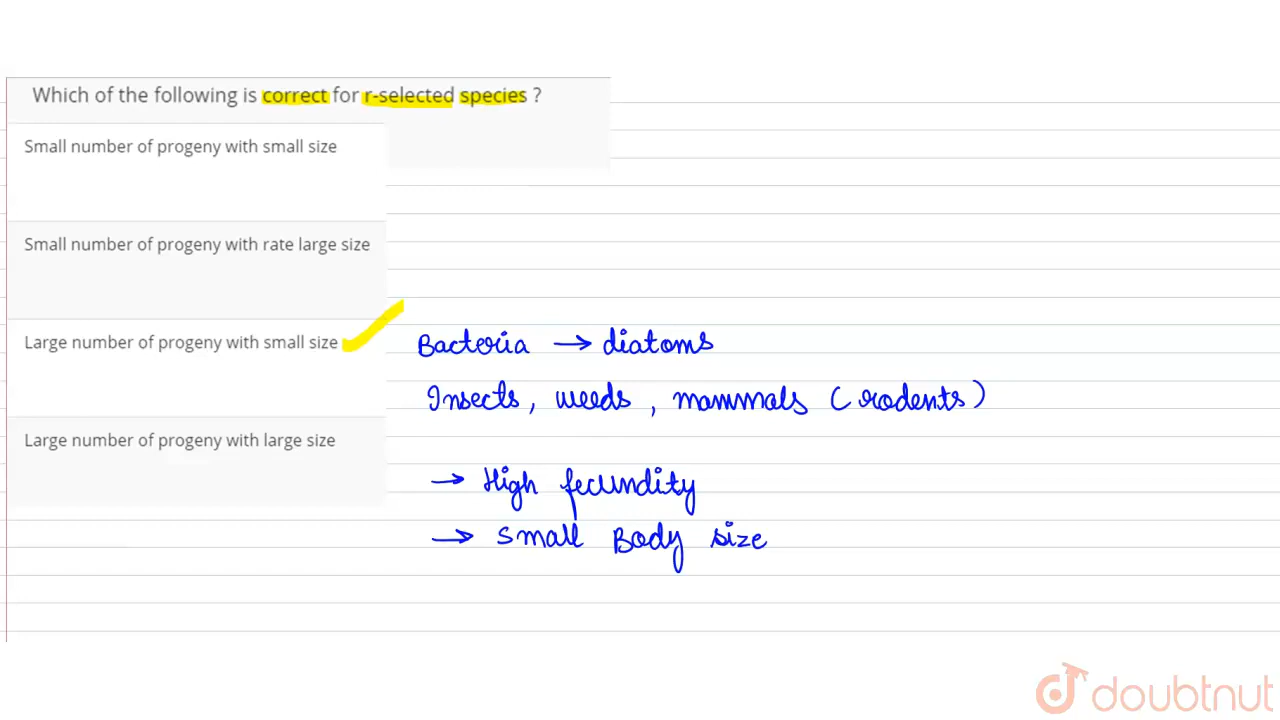 Which of the following is correct for r-selected species ?
Small number of progeny with small size
Small number of progeny with rate large size
Large number of progeny with small size
Bacteria → diatoms
Insects, weeds, mammals (rodents)
Large number of progeny with large size
→ High fecundity
→ Small Body size
doubtnut